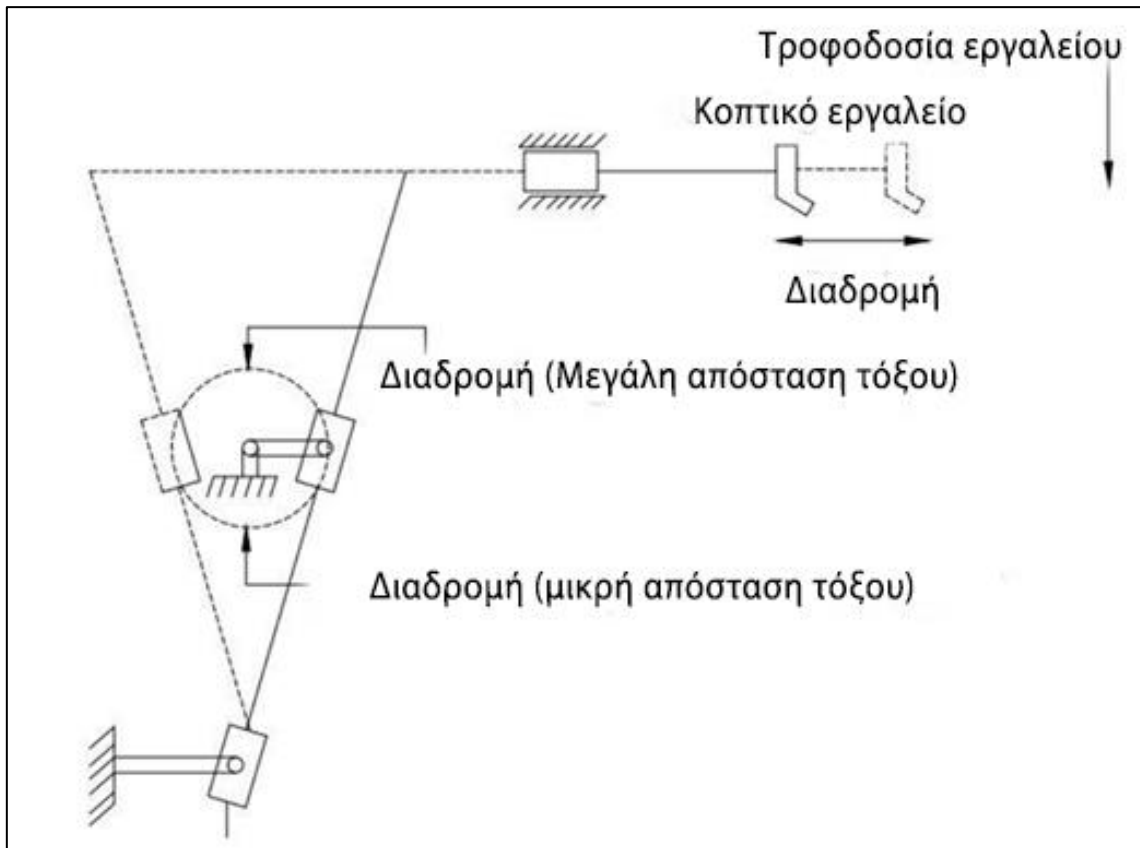 Τροφοδοσία εργαλείου
Κοπτικό εργαλείο
Διαδρομή
Διαδρομή (Μεγάλη απόσταση τόξου)
Διαδρομή (μικρή απόσταση τόξου)